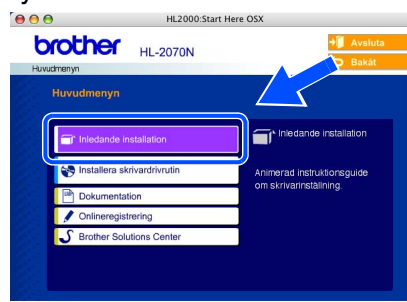 HL2000:Start Here OSX
brother HL-2070N
Avsluta
Bakåt
Huvudmenyn
Huvudmenyn
Inledande installation
Installera skrivardrivrutin
Dokumentation
Onlineregistrering
Brother Solutions Center
Inledande installation
Animerad instruktionsguide
om skrivarinställning.